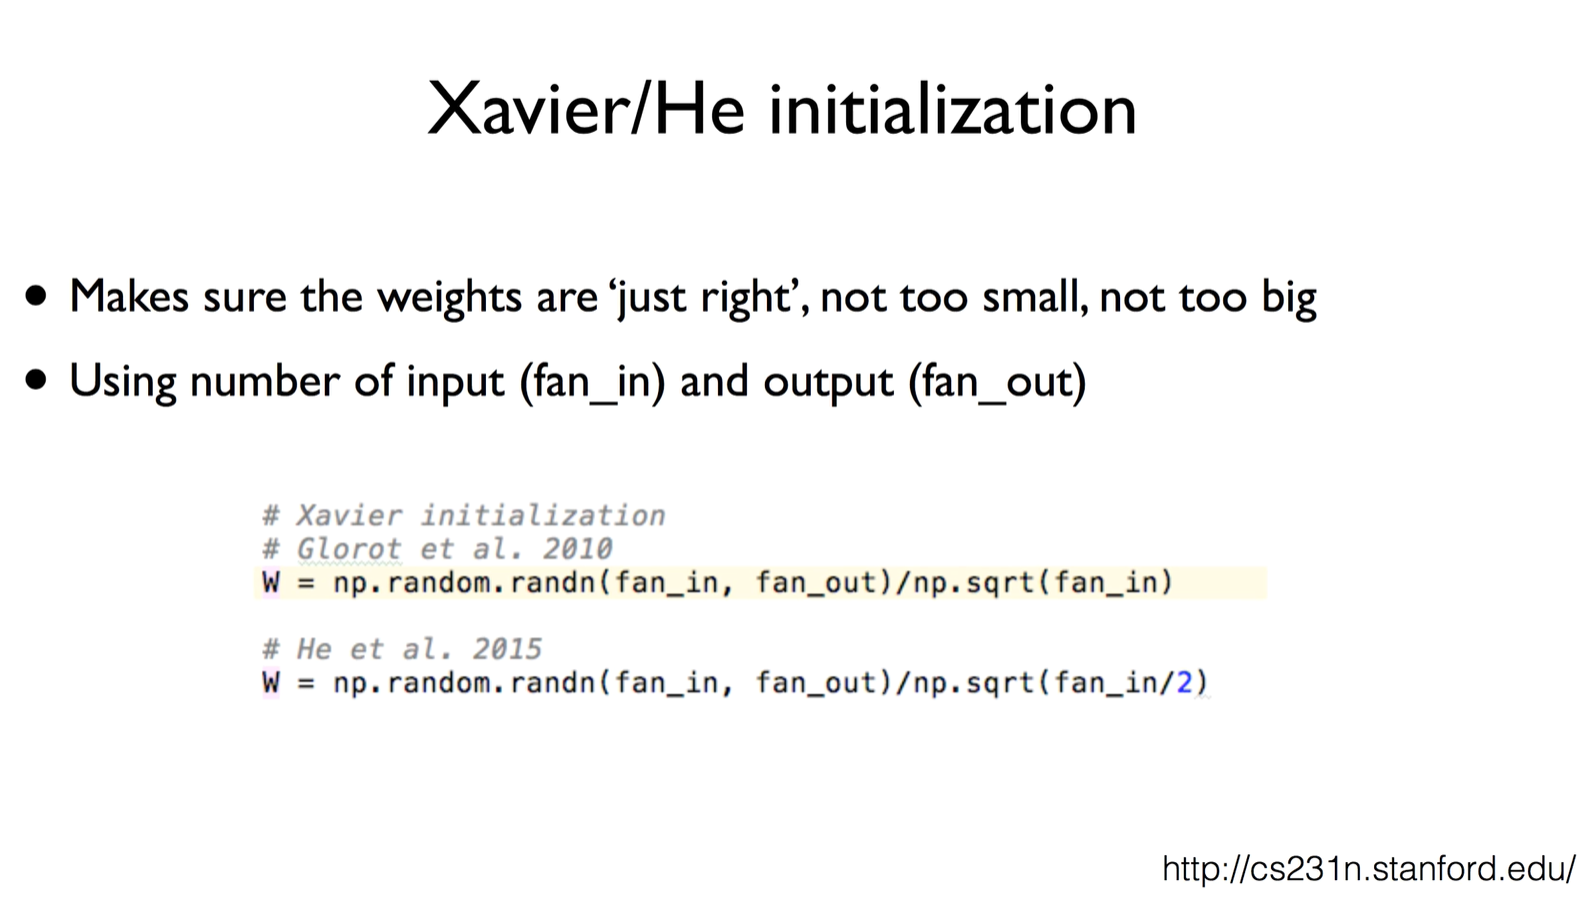 Xavier/He initialization
• Makes sure the weights are ‘just right’, not too small, not too big
• Using number of input (fan_in) and output (fan_out)
# Xavier initialization
# Glorot et al. 2010
W = np.random.randn(fan_in, fan_out)/np.sqrt(fan_in)
# He et al. 2015
W = np.random.randn(fan_in, fan_out)/np.sqrt(fan_in/2)
http://cs231n.stanford.edu/